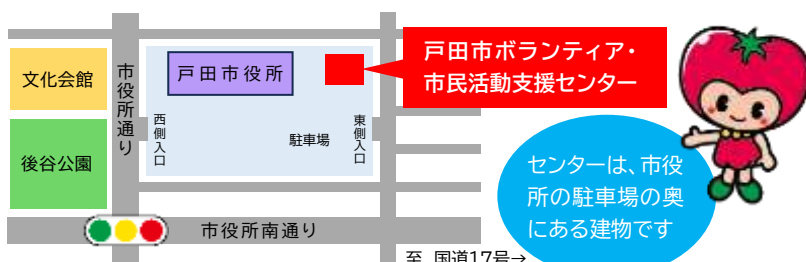 文化会館
後谷公園
市役所通り
戸田市役所
西側入口
駐車場
東側入口
戸田市ボランティア・
市民活動支援センター
センターは、市役
所の駐車場の奥
にある建物です
市役所南通り
至 国道17号→